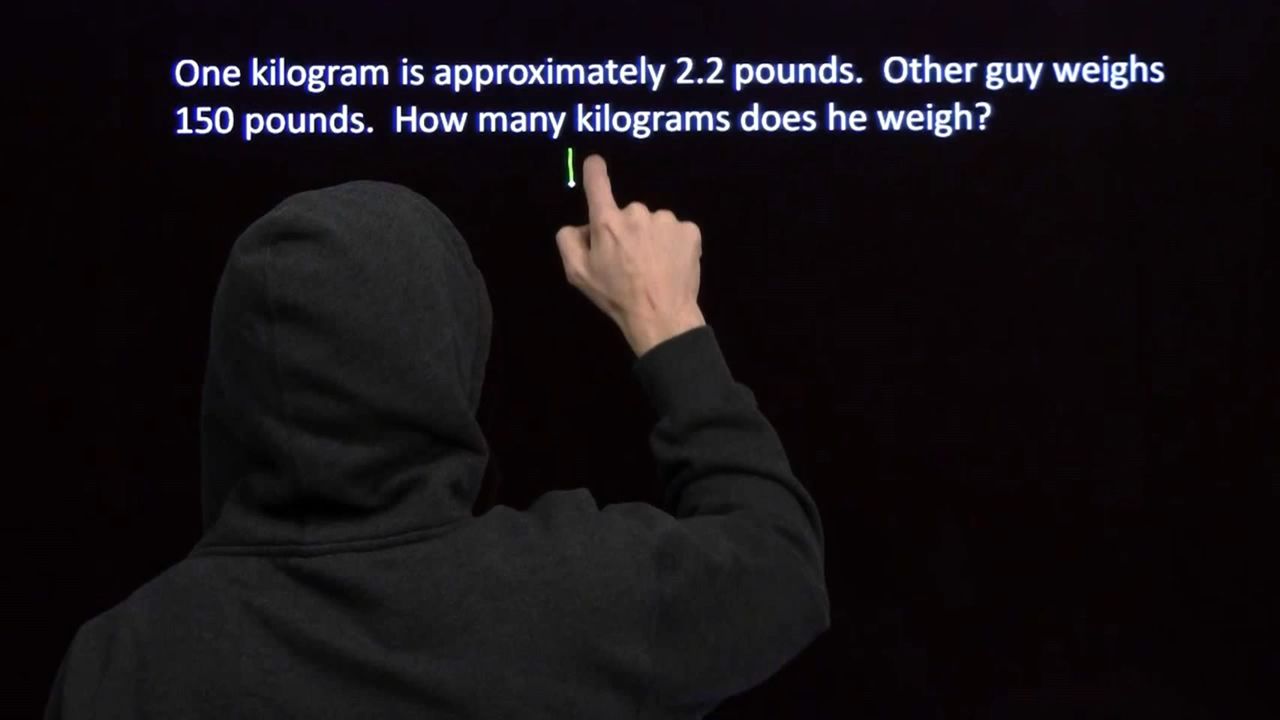 One kilogram is approximately 2.2 pounds.  Other guy weighs
150 pounds.  How many kilograms does he weigh?